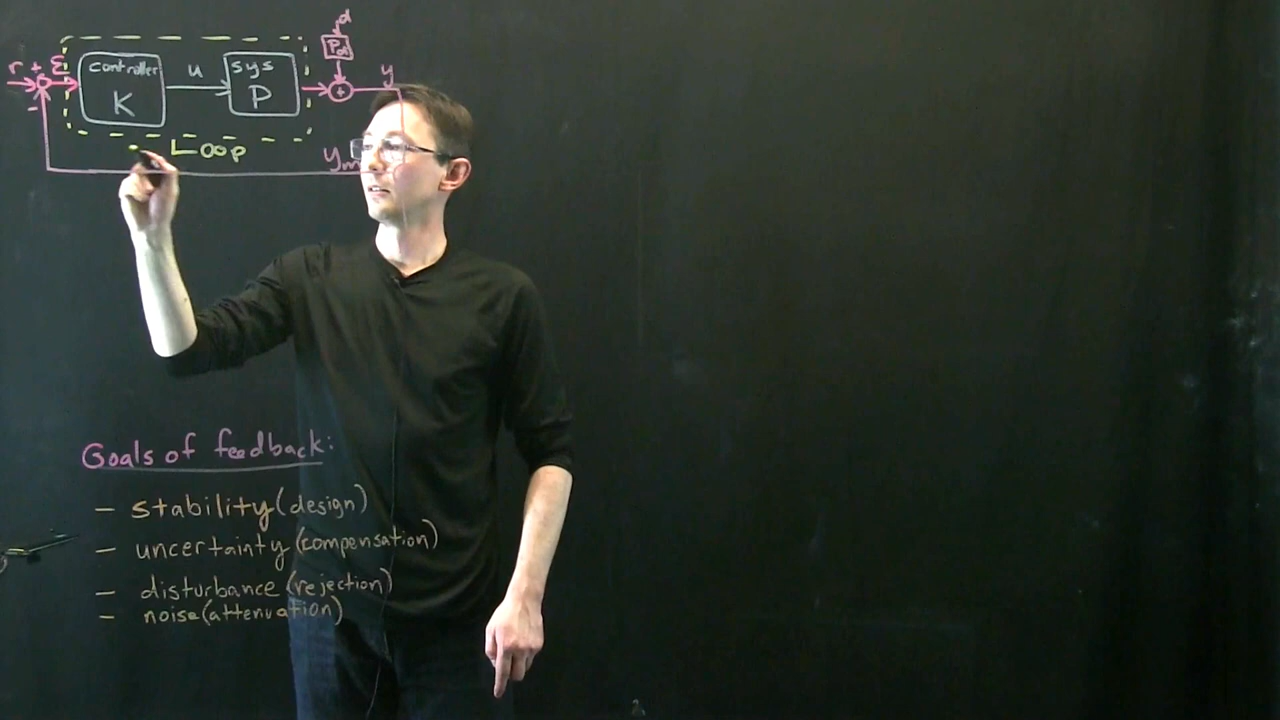 d
Pd
r + ε controller u sys + y
- K P
Loop ym
Goals of feedback:
- stability (design)
- uncertainty (compensation)
- disturbance (rejection)
- noise (attenuation)